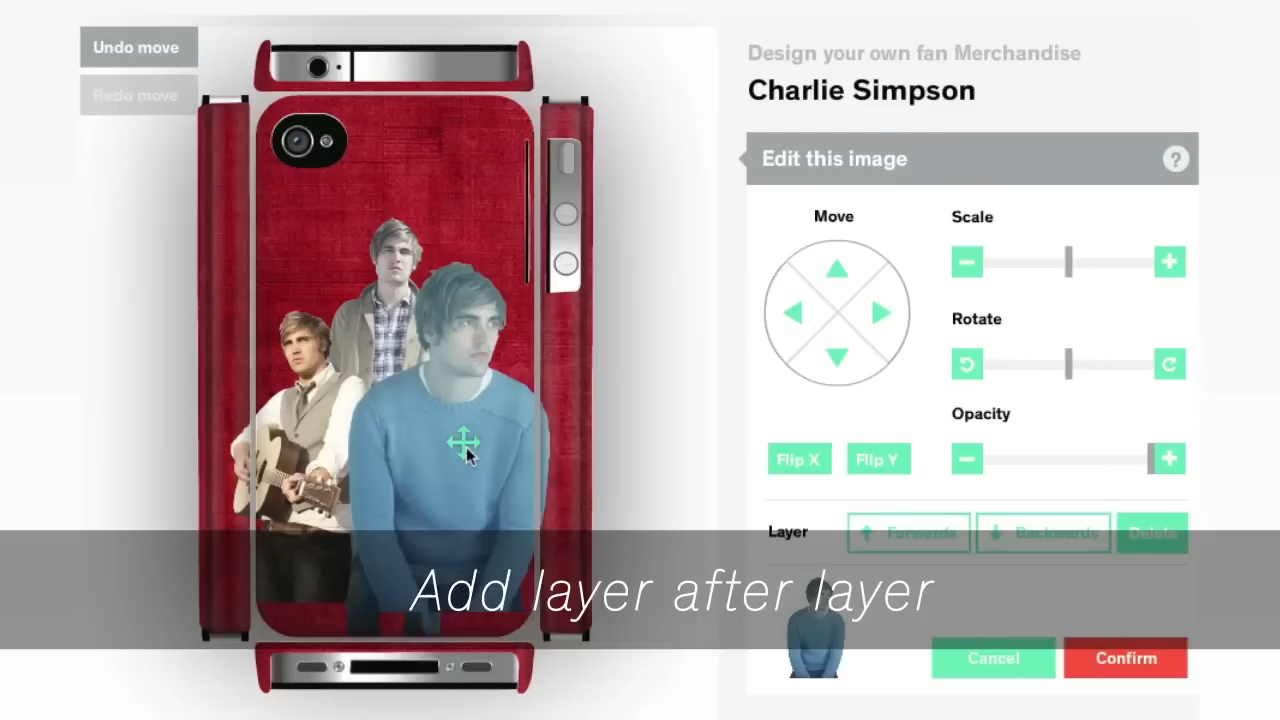 Undo move
Redo move
Design your own fan Merchandise
Charlie Simpson
Edit this image
?
Move
Scale
Rotate
Opacity
Flip X
Flip Y
Layer
Forwards
Backwards
Delete
Add layer after layer
Cancel
Confirm